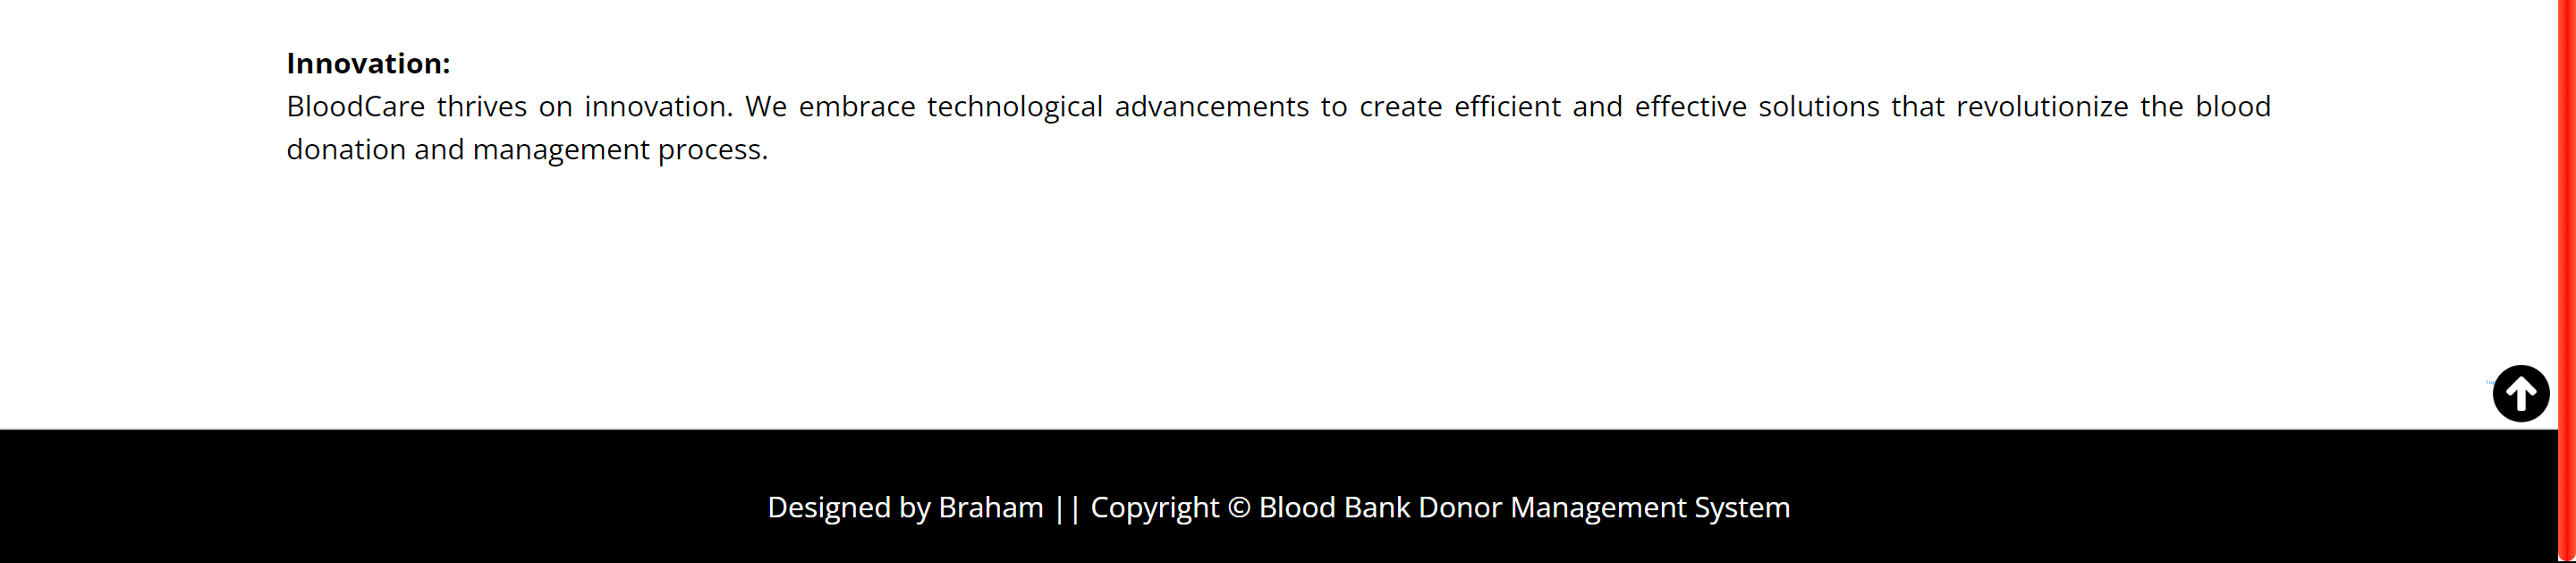 Innovation:
BloodCare thrives on innovation. We embrace technological advancements to create efficient and effective solutions that revolutionize the blood
donation and management process.
Designed by Braham || Copyright © Blood Bank Donor Management System